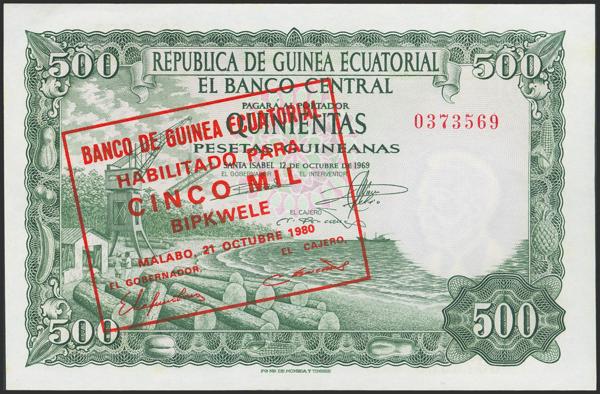 500
REPUBLICA DE GUINEA ECUATORIAL
500
EL BANCO CENTRAL
PAGARÁ AL PORTADOR
QUINIENTAS
0373569
PESETAS GUINEANAS
SANTA ISABEL 12 DE OCTUBRE DE 1969
EL GOBERNADOR
EL INTERVENTOR
EL CAJERO
BANCO DE GUINEA ECUATORIAL
HABILITADO PARA
CINCO MIL
BIPKWELE
MALABO, 21 OCTUBRE 1980
EL GOBERNADOR,
EL CAJERO,
500
500